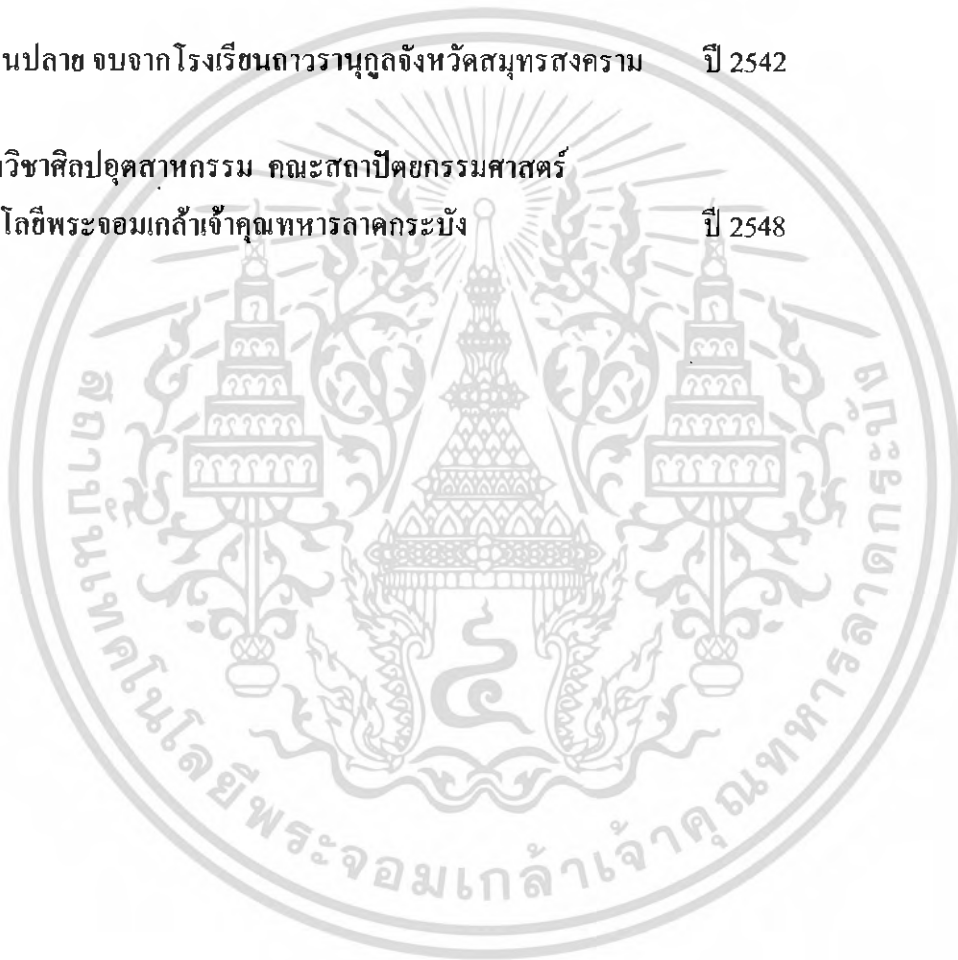 นปลาย จบจากโรงเรียนถาวรานุกูลจังหวัดสมุทรสงคราม ปี 2542
าวิชาศิลปอุตสาหกรรม คณะสถาปัตยกรรมศาสตร์
โลยีพระจอมเกล้าเจ้าคุณทหารลาดกระบัง ปี 2548
สถาบันเทคโนโลยีพระจอมเกล้าเจ้าคุณทหารลาดกระบัง
๔